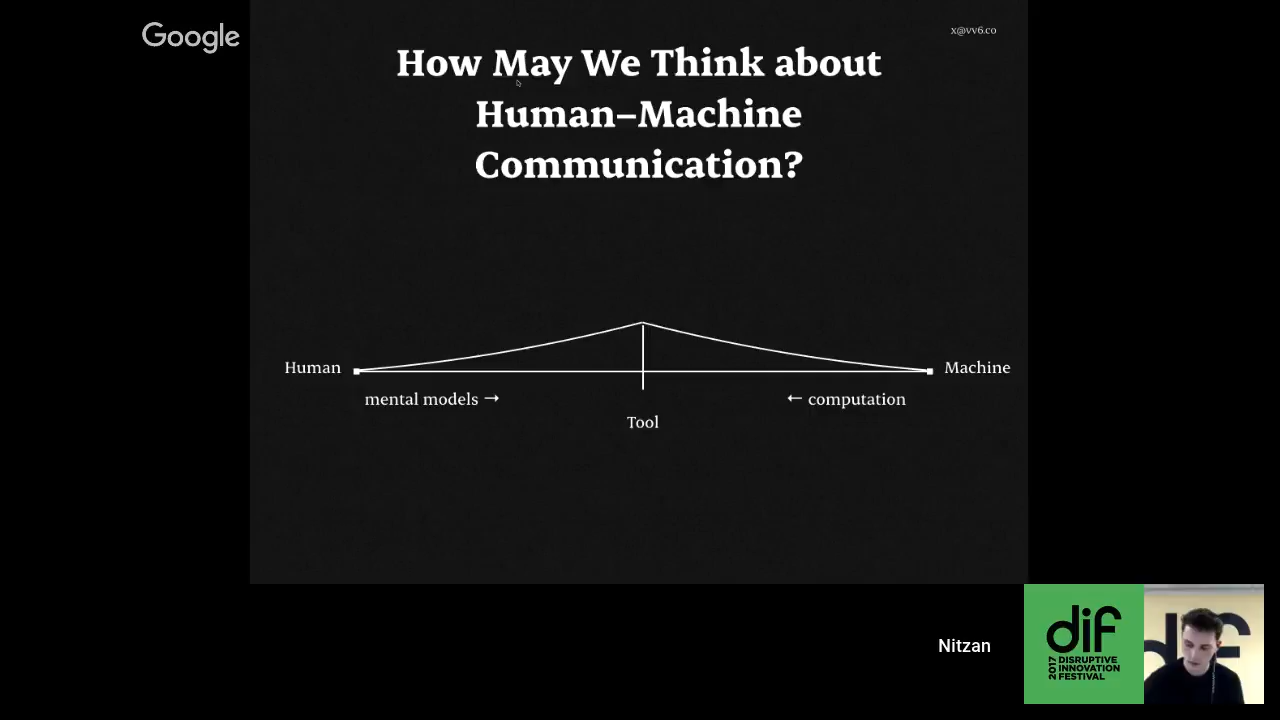 Google
x@vv6.co
How May We Think about
Human–Machine
Communication?
Human
Machine
mental models →
← computation
Tool
Nitzan
dif
2017 DISRUPTIVE
INNOVATION
FESTIVAL
dif